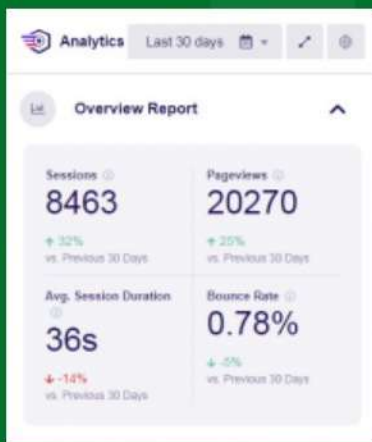 Analytics Last 30 days
Overview Report
Sessions
8463
32%
vs. Previous 30 Days
Pageviews
20270
25%
vs. Previous 30 Days
Avg. Session Duration
36s
-14%
vs. Previous 30 Days
Bounce Rate
0.78%
-5%
vs. Previous 30 Days